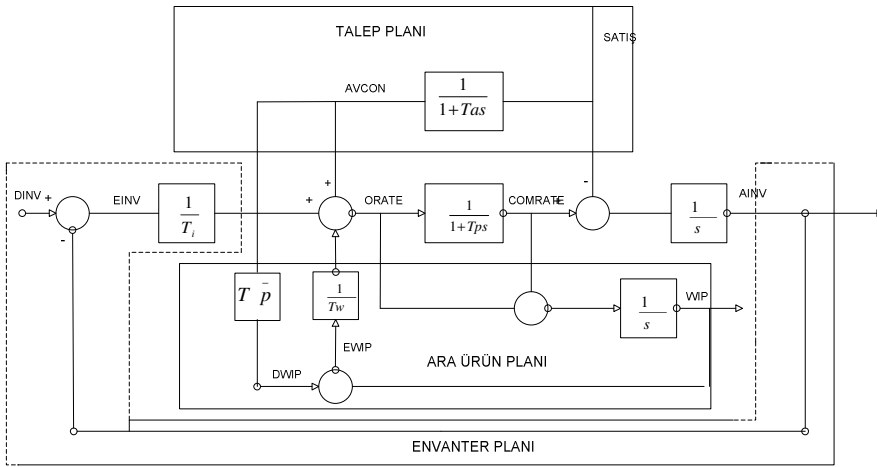 TALEP PLANI
SATIŞ
AVCON
1
1+Tas
+
-
DINV +
EINV
1
T i
+
ORATE
1
1+Tps
COMRATE +
1
s
AINV
-
T p̄
1
Tw
1
s
WIP
EWIP
ARA ÜRÜN PLANI
DWIP
ENVANTER PLANI